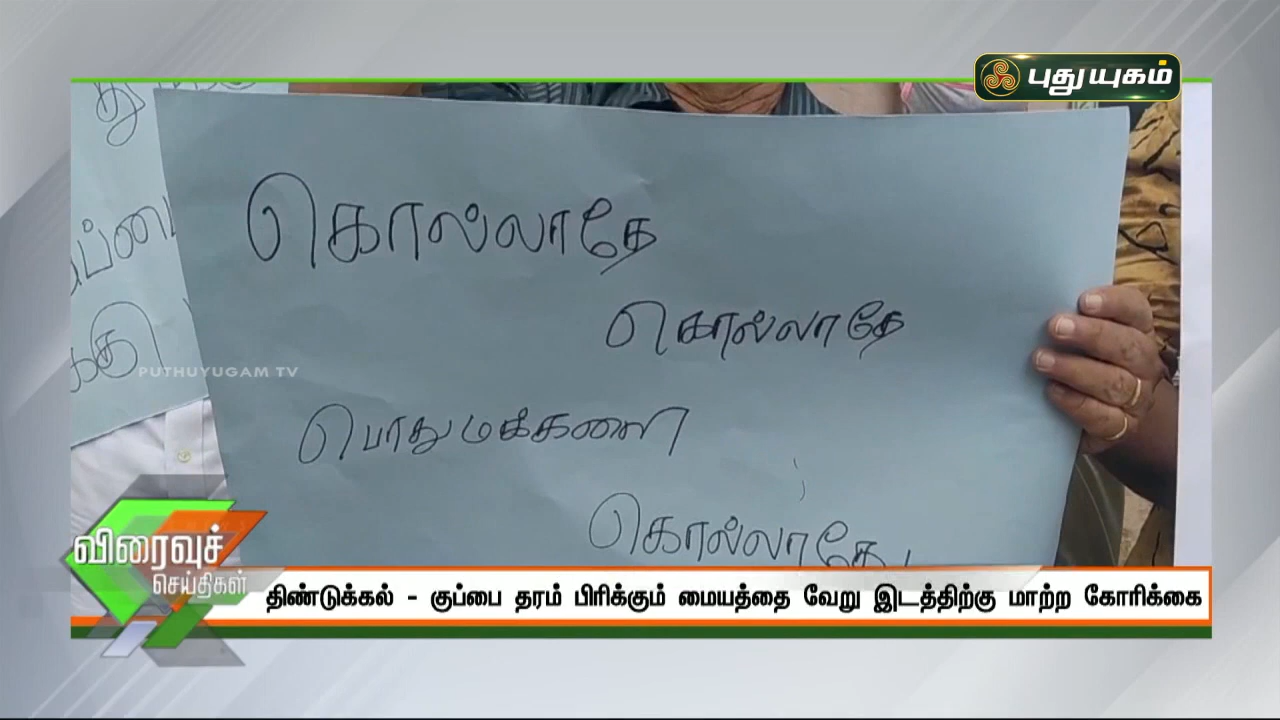 புதுயுகம்
கொல்லாதே
கொல்லாதே
பொதுமக்களை
கொல்லாதே
PUTHUYUGAM TV
விரைவுச்
செய்திகள்
திண்டுக்கல் - குப்பை தரம் பிரிக்கும் மையத்தை வேறு இடத்திற்கு மாற்ற கோரிக்கை